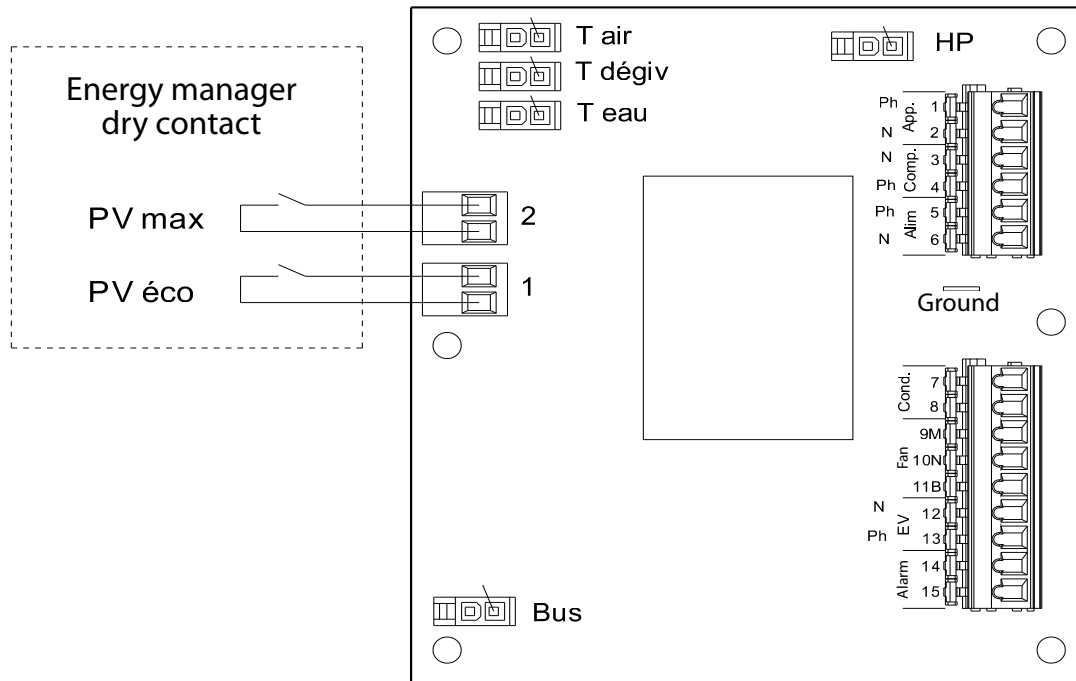 Energy manager
dry contact
PV max
PV éco
2
1
T air
T dégiv
T eau
HP
Ph
N
N
Ph
Ph
N
App.
Comp.
Alim
1
2
3
4
5
6
Ground
Cond.
Fan
EV
Alarm
N
Ph
7
8
9M
10N
11B
12
13
14
15
Bus